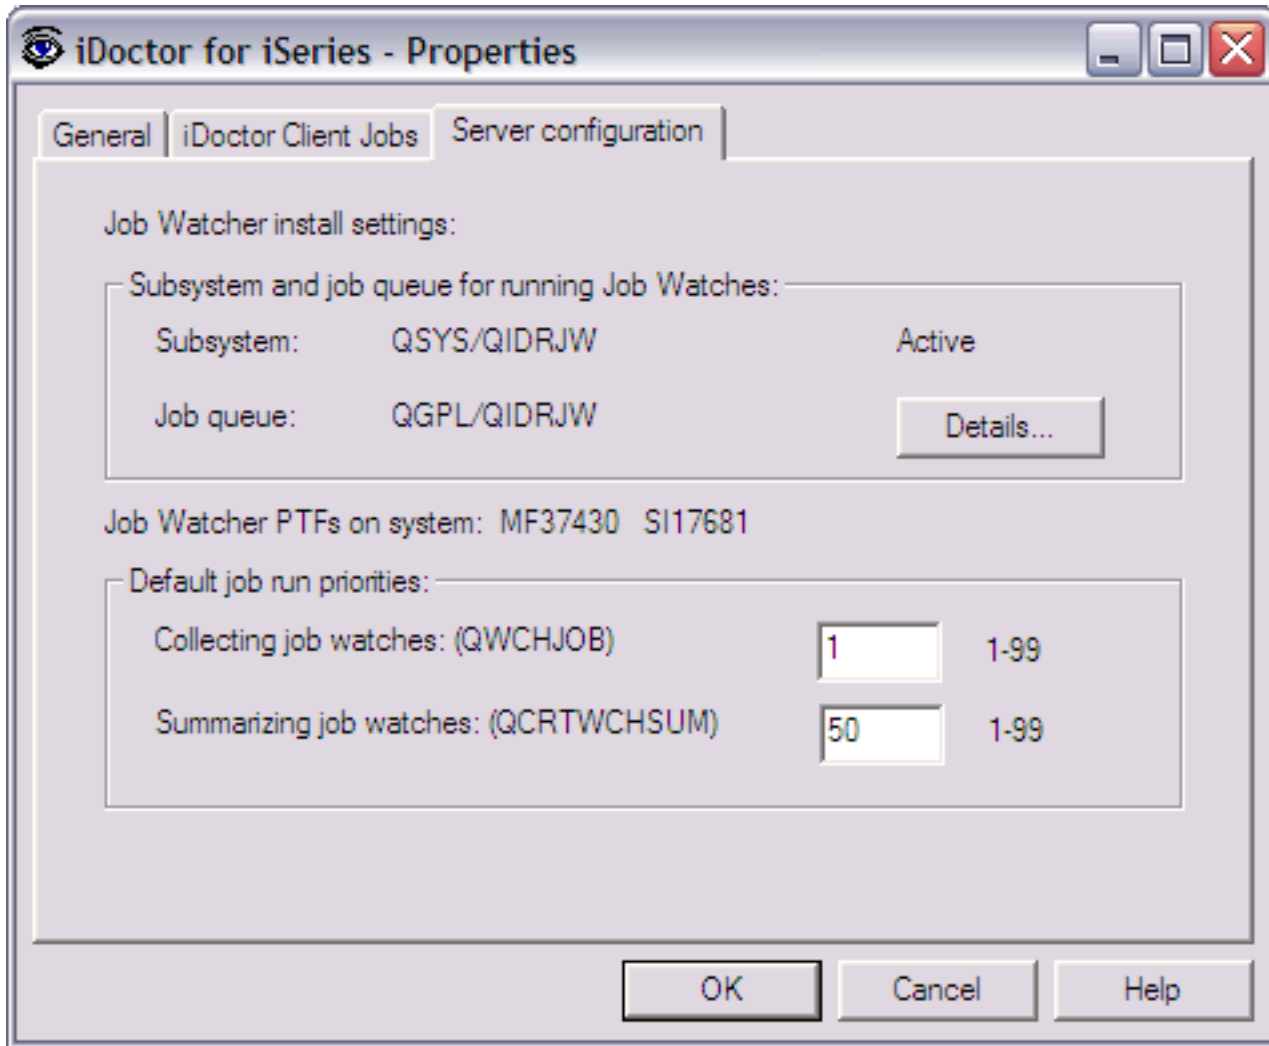 iDoctor for iSeries - Properties
General iDoctor Client Jobs Server configuration
Job Watcher install settings:
Subsystem and job queue for running Job Watches:
Subsystem: QSYS/QIDRJW Active
Job queue: QGPL/QIDRJW Details...
Job Watcher PTFs on system: MF37430 SI17681
Default job run priorities:
Collecting job watches: (QWCHJOB) 1 1-99
Summarizing job watches: (QCRTWCHSUM) 50 1-99
OK Cancel Help